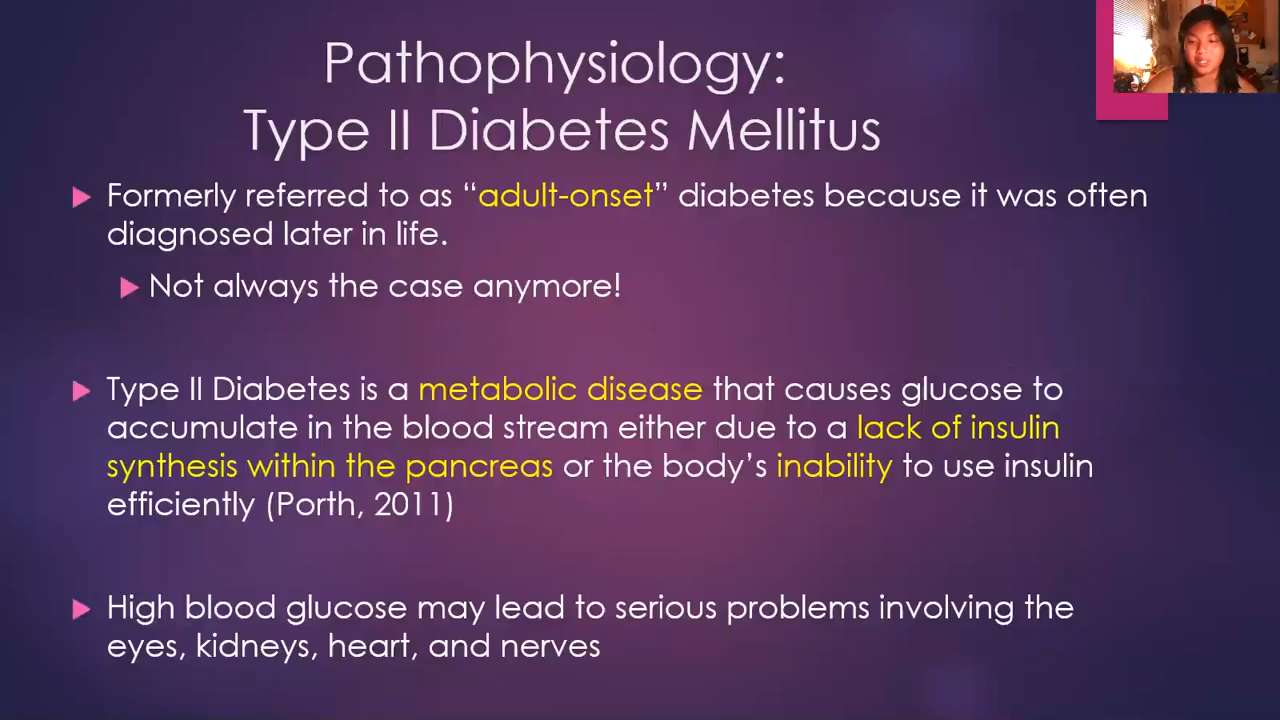 Pathophysiology:
Type II Diabetes Mellitus
Formerly referred to as “adult-onset” diabetes because it was often
diagnosed later in life.
Not always the case anymore!
Type II Diabetes is a metabolic disease that causes glucose to
accumulate in the blood stream either due to a lack of insulin
synthesis within the pancreas or the body’s inability to use insulin
efficiently (Porth, 2011)
High blood glucose may lead to serious problems involving the
eyes, kidneys, heart, and nerves